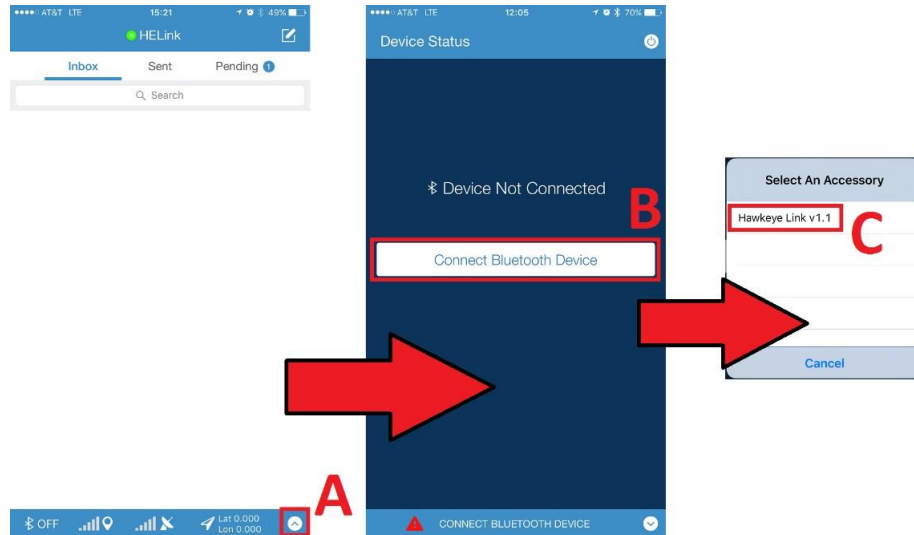 AT&T LTE 15:21 49%
HELink
Inbox Sent Pending 1
Search
A
OFF Lat 0.000
Lon 0.000
AT&T LTE 12:05 70%
Device Status
Device Not Connected
B
Connect Bluetooth Device
CONNECT BLUETOOTH DEVICE
Select An Accessory
Hawkeye Link v1.1
C
Cancel